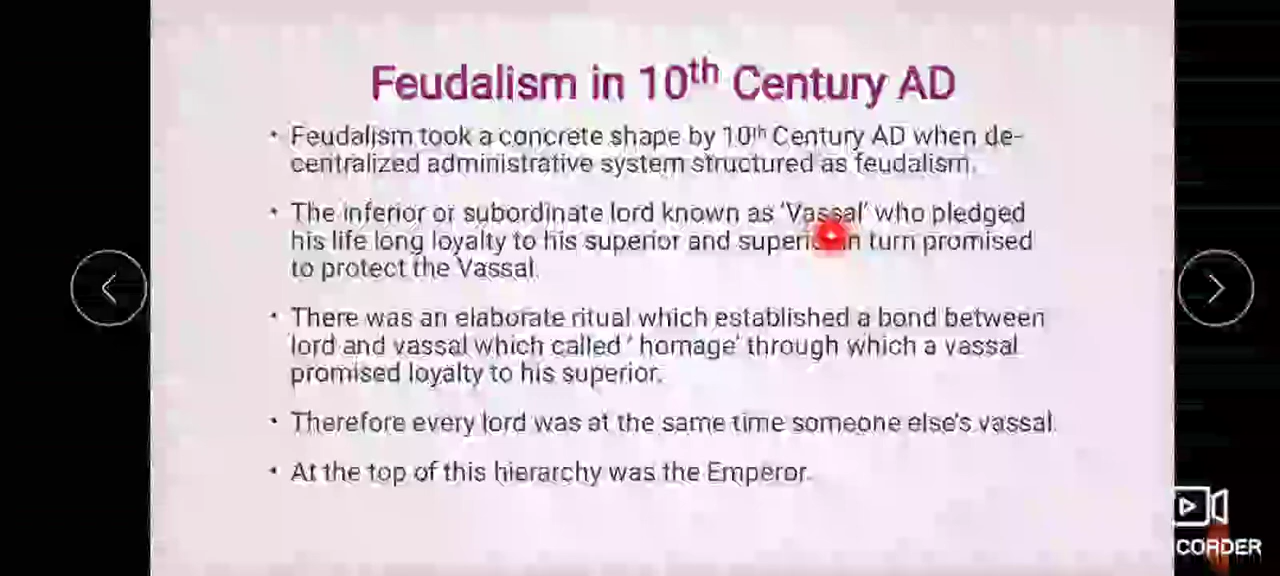 Feudalism in 10th Century AD
• Feudalism took a concrete shape by 10th Century AD when de-
centralized administrative system structured as feudalism.
• The inferior or subordinate lord known as 'Vassal' who pledged
his life long loyalty to his superior and in turn promised
to protect the Vassal.
• There was an elaborate ritual which established a bond between
lord and vassal which called ' homage' through which a vassal
promised loyalty to his superior.
• Therefore every lord was at the same time someone else's vassal.
• At the top of this hierarchy was the Emperor.
CORDER